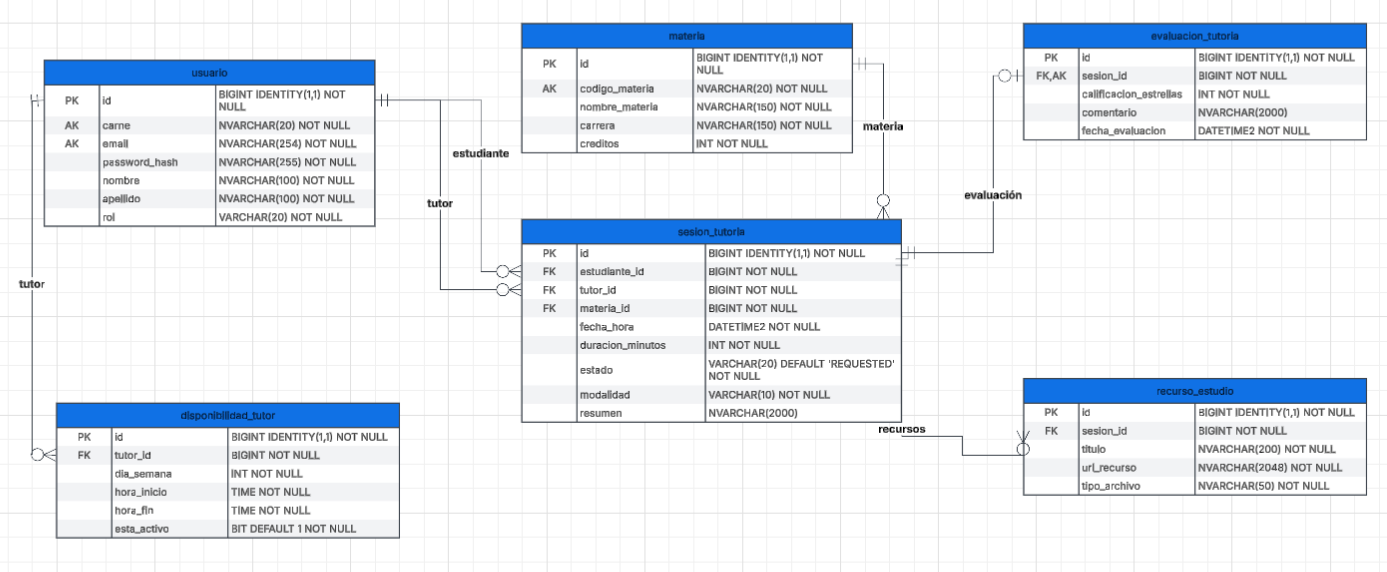 usuario
PK id BIGINT IDENTITY(1,1) NOT
NULL
AK carne NVARCHAR(20) NOT NULL
AK email NVARCHAR(254) NOT NULL
password_hash NVARCHAR(255) NOT NULL
nombre NVARCHAR(100) NOT NULL
apellido NVARCHAR(100) NOT NULL
rol VARCHAR(20) NOT NULL
materia
PK id BIGINT IDENTITY(1,1) NOT
NULL
AK codigo_materia NVARCHAR(20) NOT NULL
nombre_materia NVARCHAR(150) NOT NULL
carrera NVARCHAR(150) NOT NULL
creditos INT NOT NULL
evaluacion_tutoria
PK id BIGINT IDENTITY(1,1) NOT NULL
FK,AK sesion_id BIGINT NOT NULL
calificacion_estrellas INT NOT NULL
comentario NVARCHAR(2000)
fecha_evaluacion DATETIME2 NOT NULL
materia
estudiante
tutor
evaluación
tutor
sesion_tutoria
PK id BIGINT IDENTITY(1,1) NOT NULL
FK estudiante_id BIGINT NOT NULL
FK tutor_id BIGINT NOT NULL
FK materia_id BIGINT NOT NULL
fecha_hora DATETIME2 NOT NULL
duracion_minutos INT NOT NULL
estado VARCHAR(20) DEFAULT 'REQUESTED'
NOT NULL
modalidad VARCHAR(10) NOT NULL
resumen NVARCHAR(2000)
recursos
disponibilidad_tutor
PK id BIGINT IDENTITY(1,1) NOT NULL
FK tutor_id BIGINT NOT NULL
dia_semana INT NOT NULL
hora_inicio TIME NOT NULL
hora_fin TIME NOT NULL
esta_activo BIT DEFAULT 1 NOT NULL
recurso_estudio
PK id BIGINT IDENTITY(1,1) NOT NULL
FK sesion_id BIGINT NOT NULL
titulo NVARCHAR(200) NOT NULL
url_recurso NVARCHAR(2048) NOT NULL
tipo_archivo NVARCHAR(50) NOT NULL